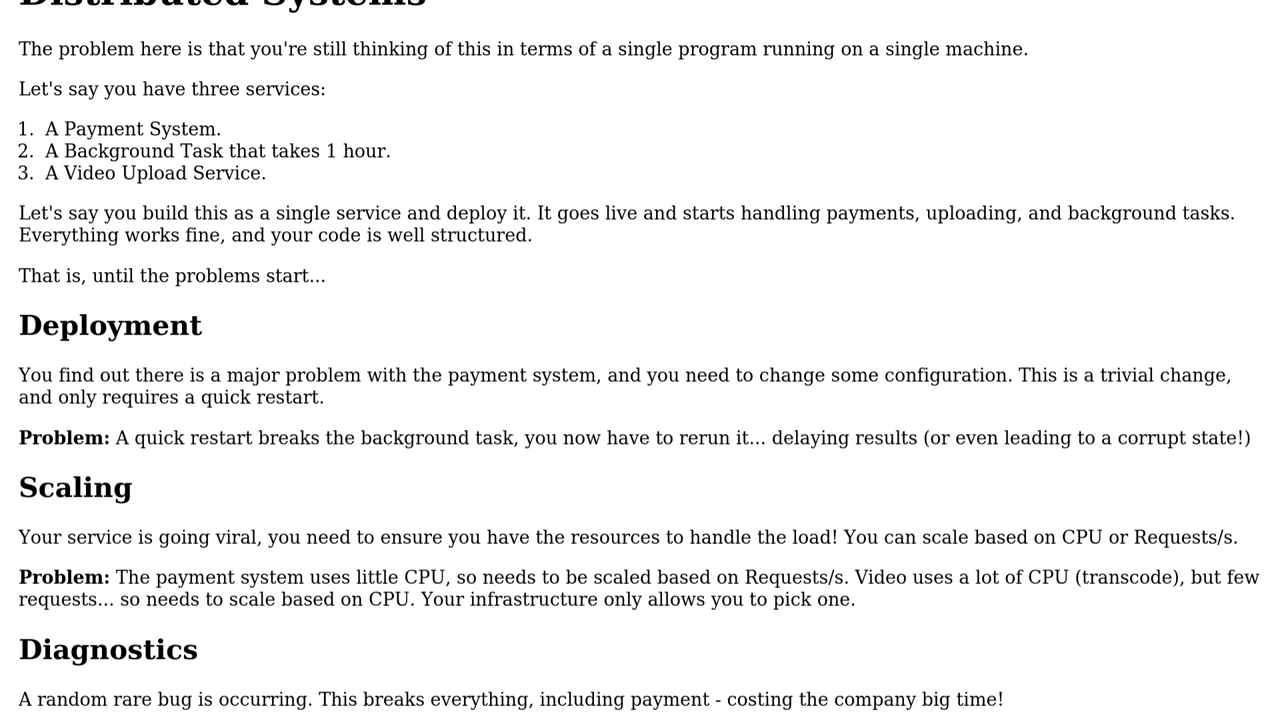 Distributed Systems
The problem here is that you're still thinking of this in terms of a single program running on a single machine.
Let's say you have three services:
1. A Payment System.
2. A Background Task that takes 1 hour.
3. A Video Upload Service.
Let's say you build this as a single service and deploy it. It goes live and starts handling payments, uploading, and background tasks.
Everything works fine, and your code is well structured.
That is, until the problems start...
Deployment
You find out there is a major problem with the payment system, and you need to change some configuration. This is a trivial change,
and only requires a quick restart.
Problem: A quick restart breaks the background task, you now have to rerun it... delaying results (or even leading to a corrupt state!)
Scaling
Your service is going viral, you need to ensure you have the resources to handle the load! You can scale based on CPU or Requests/s.
Problem: The payment system uses little CPU, so needs to be scaled based on Requests/s. Video uses a lot of CPU (transcode), but few
requests... so needs to scale based on CPU. Your infrastructure only allows you to pick one.
Diagnostics
A random rare bug is occurring. This breaks everything, including payment - costing the company big time!